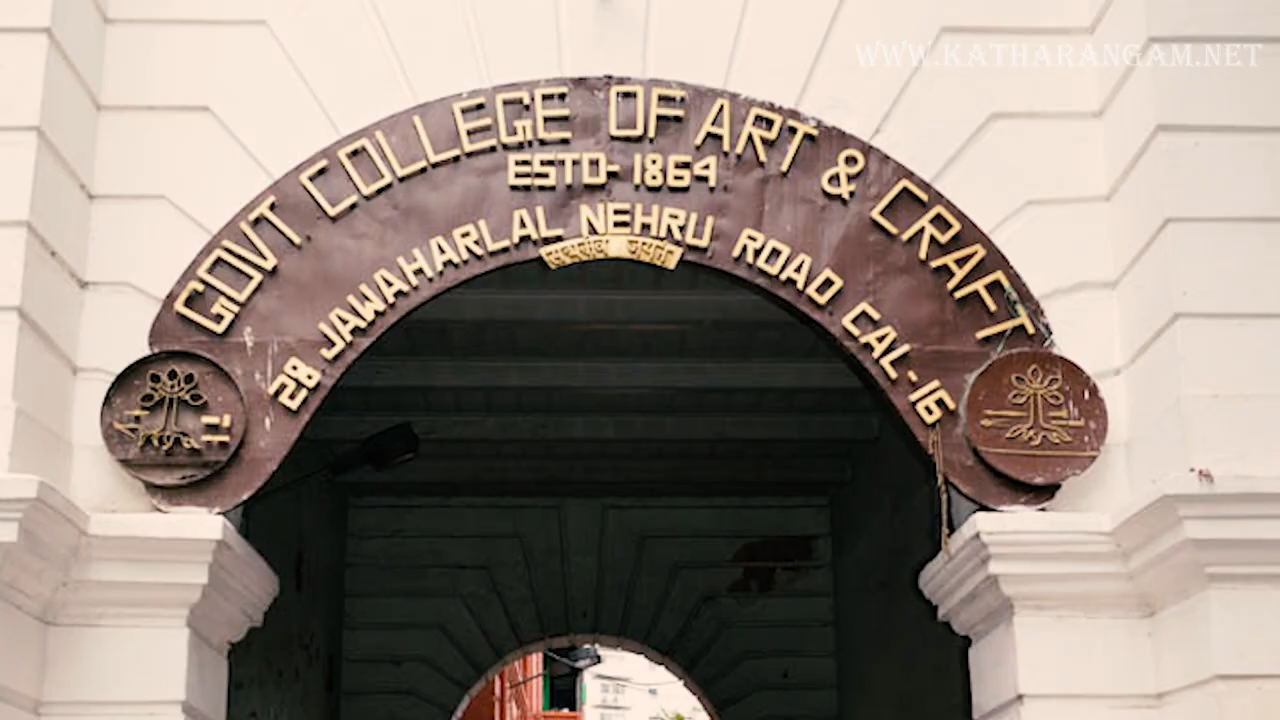 WWW.KATHARANGAM.NET
GOVT COLLEGE OF ART & CRAFT
ESTD-1864
28 JAWAHARLAL NEHRU ROAD CAL-16
सत्यमेव जयते